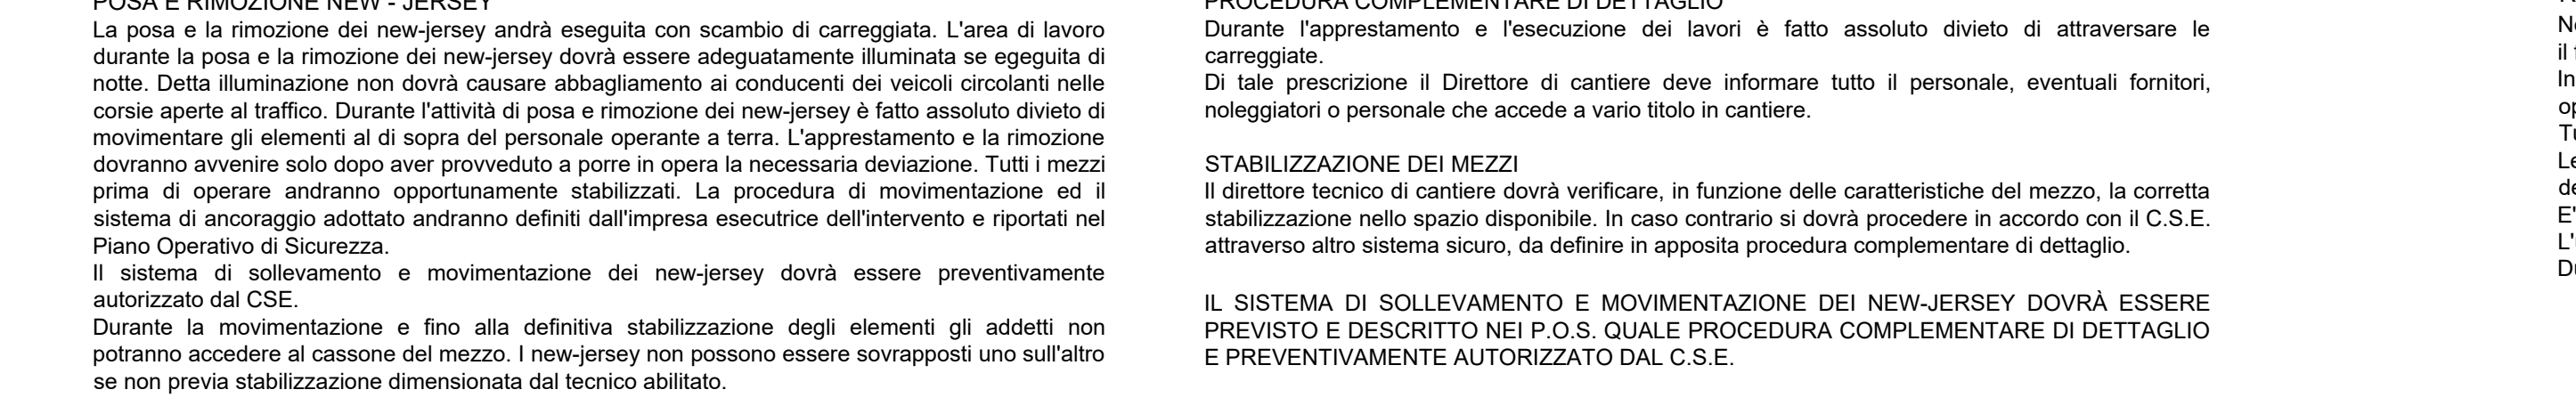 POSA E RIMOZIONE NEW - JERSEY
La posa e la rimozione dei new-jersey andrà eseguita con scambio di carreggiata. L'area di lavoro
durante la posa e la rimozione dei new-jersey dovrà essere adeguatamente illuminata se egeguita di
notte. Detta illuminazione non dovrà causare abbagliamento ai conducenti dei veicoli circolanti nelle
corsie aperte al traffico. Durante l'attività di posa e rimozione dei new-jersey è fatto assoluto divieto di
movimentare gli elementi al di sopra del personale operante a terra. L'apprestamento e la rimozione
dovranno avvenire solo dopo aver provveduto a porre in opera la necessaria deviazione. Tutti i mezzi
prima di operare andranno opportunamente stabilizzati. La procedura di movimentazione ed il
sistema di ancoraggio adottato andranno definiti dall'impresa esecutrice dell'intervento e riportati nel
Piano Operativo di Sicurezza.
Il sistema di sollevamento e movimentazione dei new-jersey dovrà essere preventivamente
autorizzato dal CSE.
Durante la movimentazione e fino alla definitiva stabilizzazione degli elementi gli addetti non
potranno accedere al cassone del mezzo. I new-jersey non possono essere sovrapposti uno sull'altro
se non previa stabilizzazione dimensionata dal tecnico abilitato.
PROCEDURA COMPLEMENTARE DI DETTAGLIO
Durante l'apprestamento e l'esecuzione dei lavori è fatto assoluto divieto di attraversare le
carreggiate.
Di tale prescrizione il Direttore di cantiere deve informare tutto il personale, eventuali fornitori,
noleggiatori o personale che accede a vario titolo in cantiere.
STABILIZZAZIONE DEI MEZZI
Il direttore tecnico di cantiere dovrà verificare, in funzione delle caratteristiche del mezzo, la corretta
stabilizzazione nello spazio disponibile. In caso contrario si dovrà procedere in accordo con il C.S.E.
attraverso altro sistema sicuro, da definire in apposita procedura complementare di dettaglio.
IL SISTEMA DI SOLLEVAMENTO E MOVIMENTAZIONE DEI NEW-JERSEY DOVRÀ ESSERE
PREVISTO E DESCRITTO NEI P.O.S. QUALE PROCEDURA COMPLEMENTARE DI DETTAGLIO
E PREVENTIVAMENTE AUTORIZZATO DAL C.S.E.